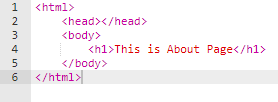 1 <html>
2 <head></head>
3 <body>
4 <h1>This is About Page</h1>
5 </body>
6 </html>